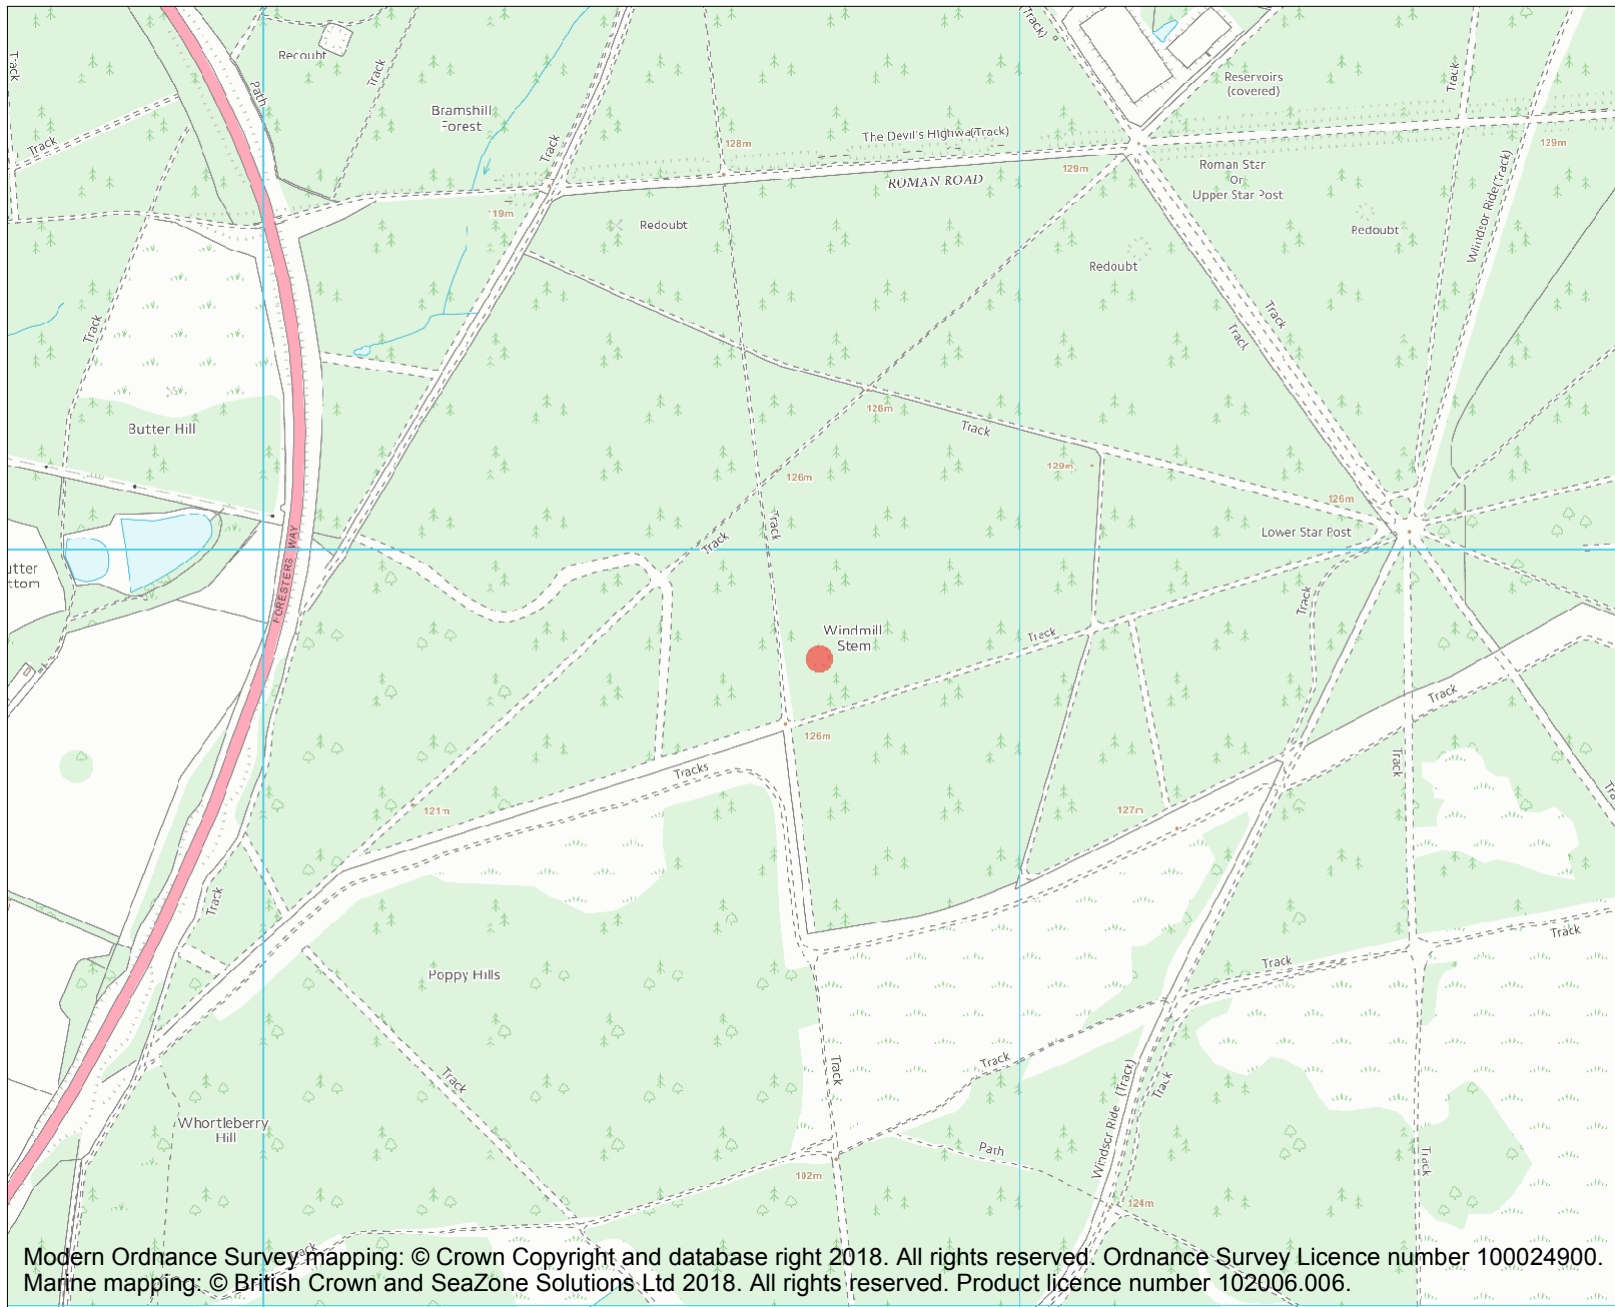 Track
Path
Recoubt
Track
Bramshill
Forest
Track
Track
128m
The Devil's Highwa(Track)
ROMAN ROAD
Track)
Reservoirs
(covered)
Track
129m
129m
Roman Star
Or
Upper Star Post
Windsor Ride(Track)
Redoubt
Redoubt
Redoubt
Track
Track
Track
Butter Hill
126m
Track
126m
129m
126m
Track
Track
Lower Star Post
FORESTERS WAY
Windmill
Stem
Track
Track
126m
Tracks
121m
127m
Track
Track
Track
Track
Track
Poppy Hills
Track
Track
Track
Windsor Ride (Track)
Track
Whortleberry
Hill
Path
102m
124m
Track
Modern Ordnance Survey mapping: © Crown Copyright and database right 2018. All rights reserved. Ordnance Survey Licence number 100024900.
Marine mapping: © British Crown and SeaZone Solutions Ltd 2018. All rights reserved. Product licence number 102006.006.